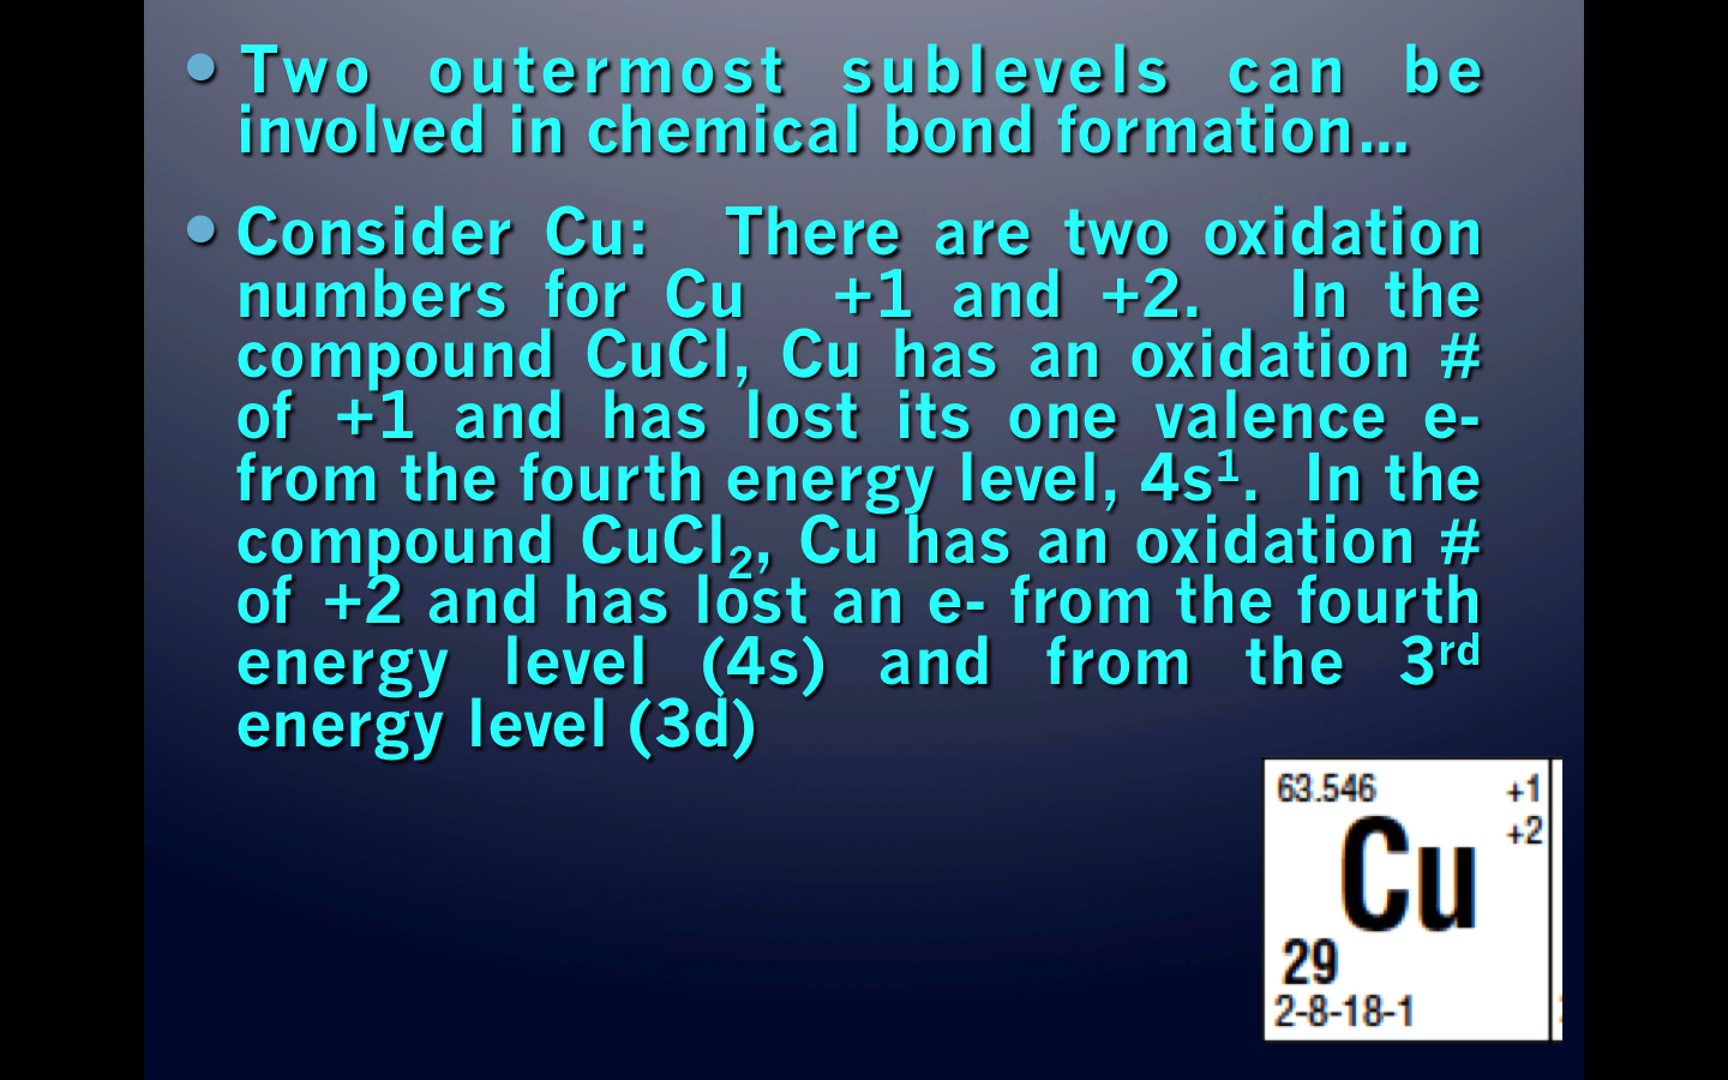 • Two outermost sublevels can be
involved in chemical bond formation…
• Consider Cu: There are two oxidation
numbers for Cu +1 and +2. In the
compound CuCl, Cu has an oxidation #
of +1 and has lost its one valence e-
from the fourth energy level, 4s¹. In the
compound CuCl₂, Cu has an oxidation #
of +2 and has lost an e- from the fourth
energy level (4s) and from the 3ʳᵈ
energy level (3d)
63.546 +1
+2
Cu
29
2-8-18-1